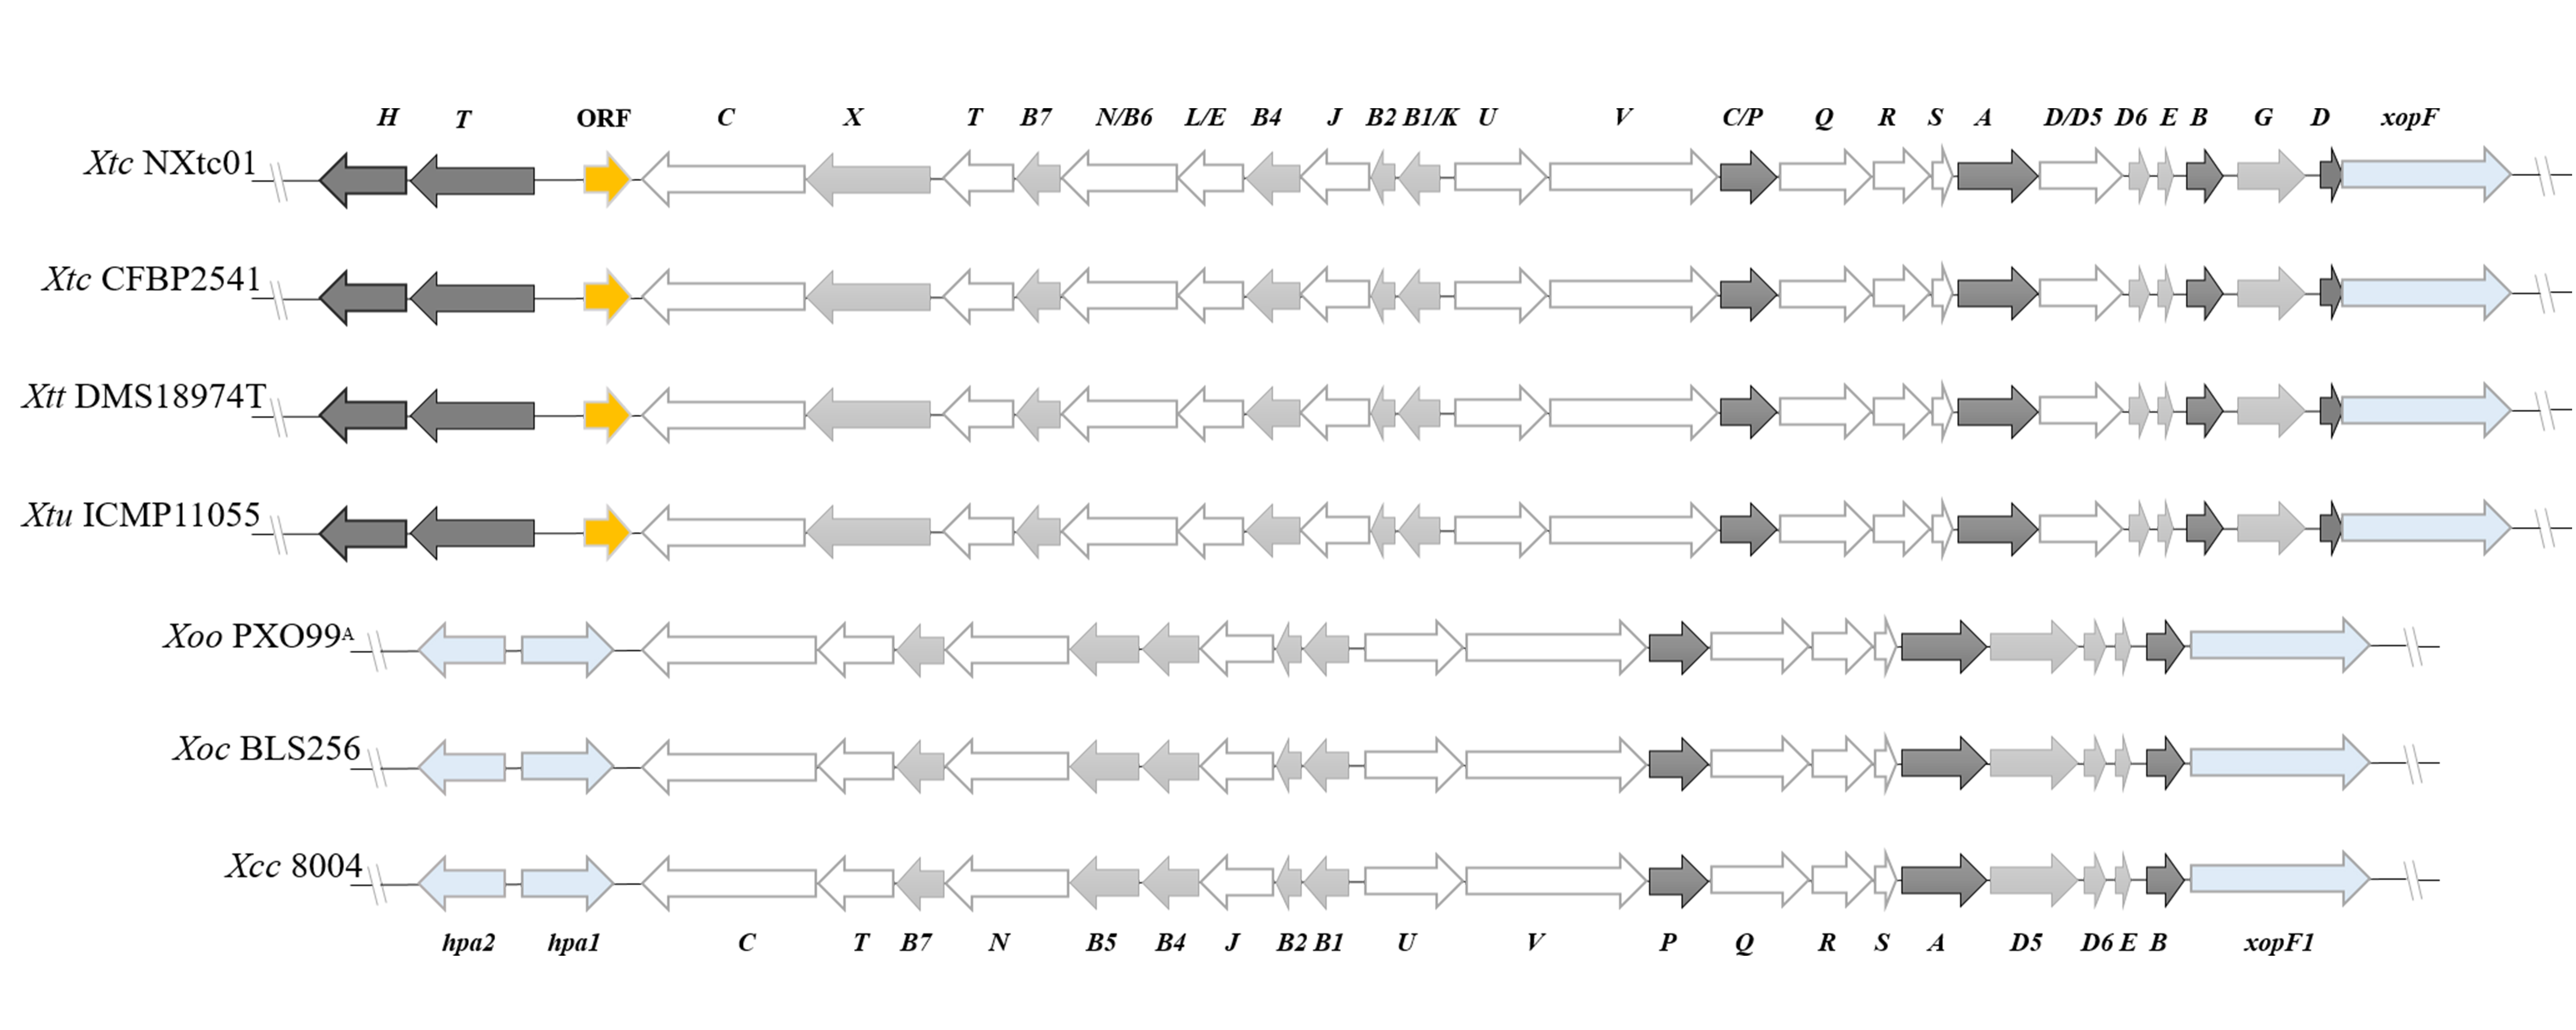 H T ORF C X T B7 N/B6 L/E B4 J B2 B1/K U V C/P Q R S A D/D5 D6 E B G D xopF
Xtc NXtc01
Xtc CFBP2541
Xtt DMS18974T
Xtu ICMP11055
Xoo PXO99A
Xoc BLS256
Xcc 8004
hpa2 hpa1 C T B7 N B5 B4 J B2 B1 U V P Q R S A D5 D6 E B xopF1